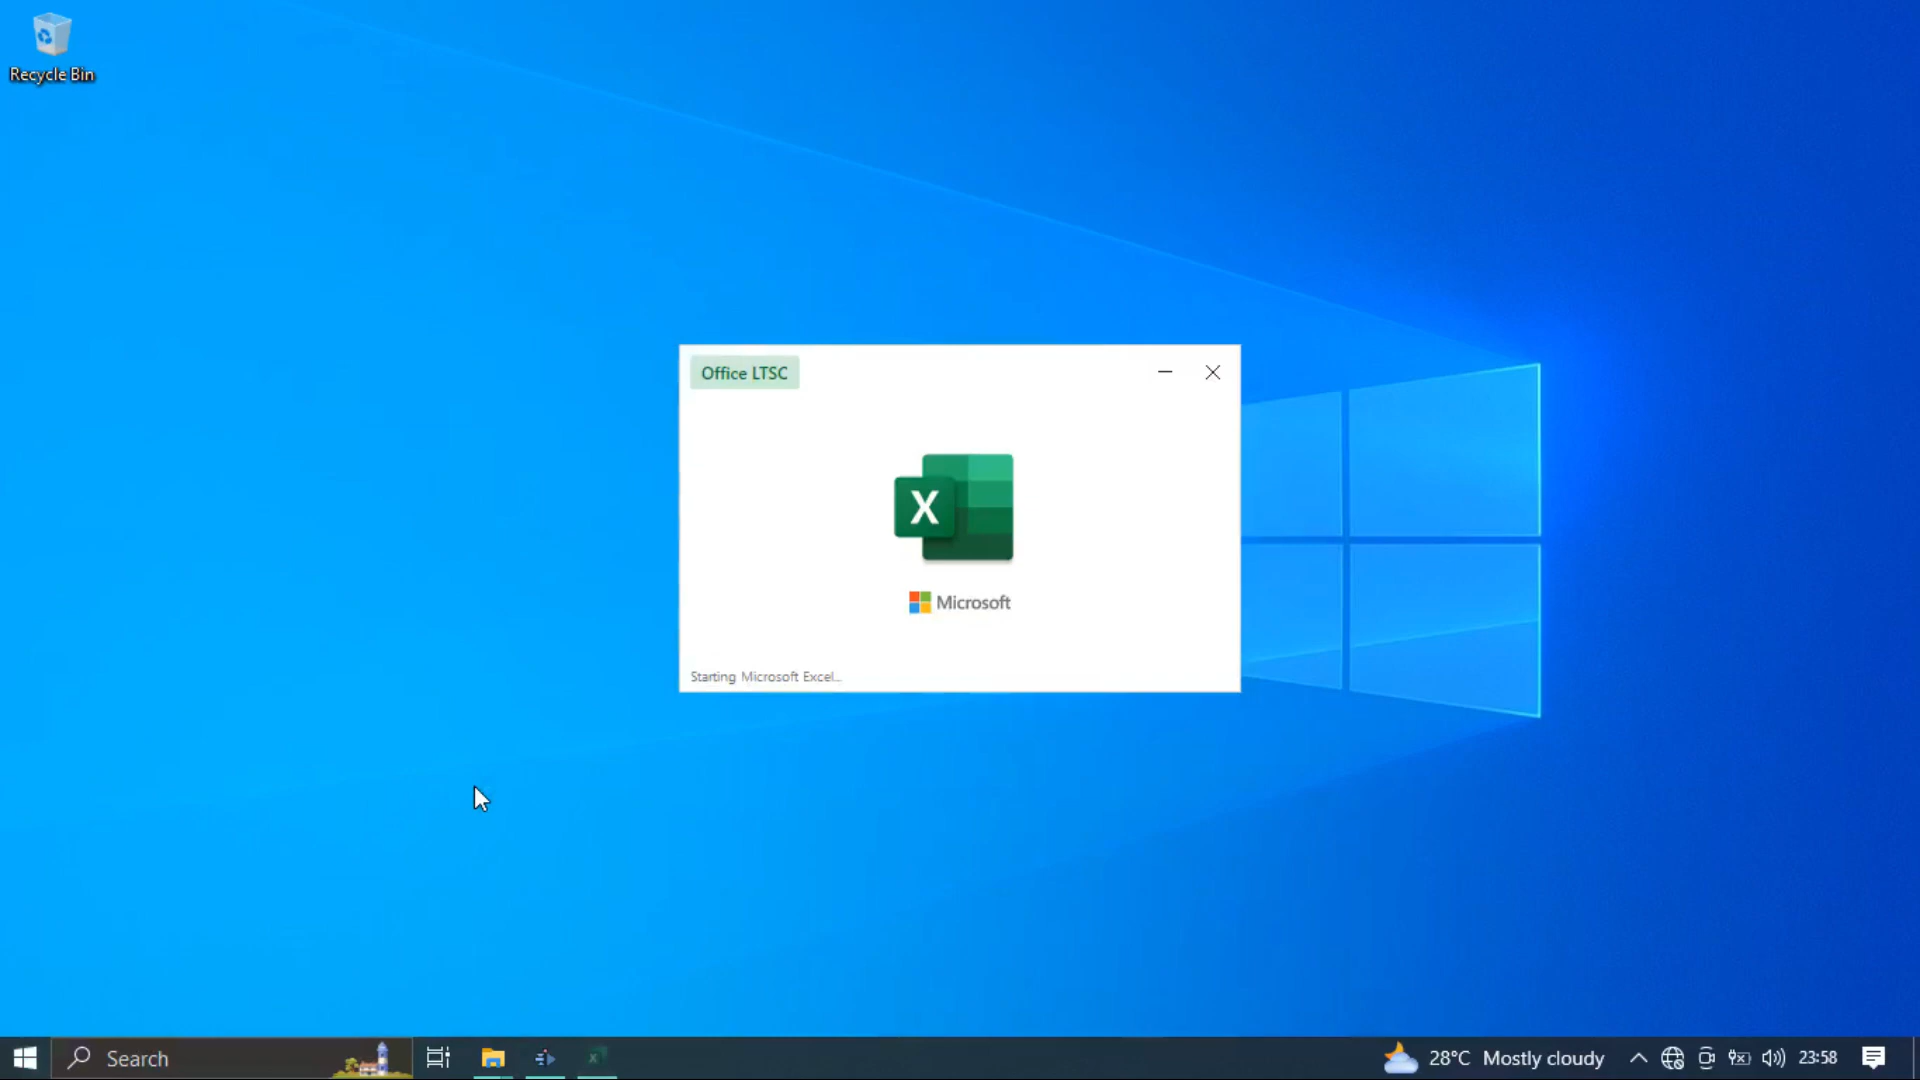 Recycle Bin
Office LTSC
X
Microsoft
Starting Microsoft Excel...
Search
28°C Mostly cloudy
23:58